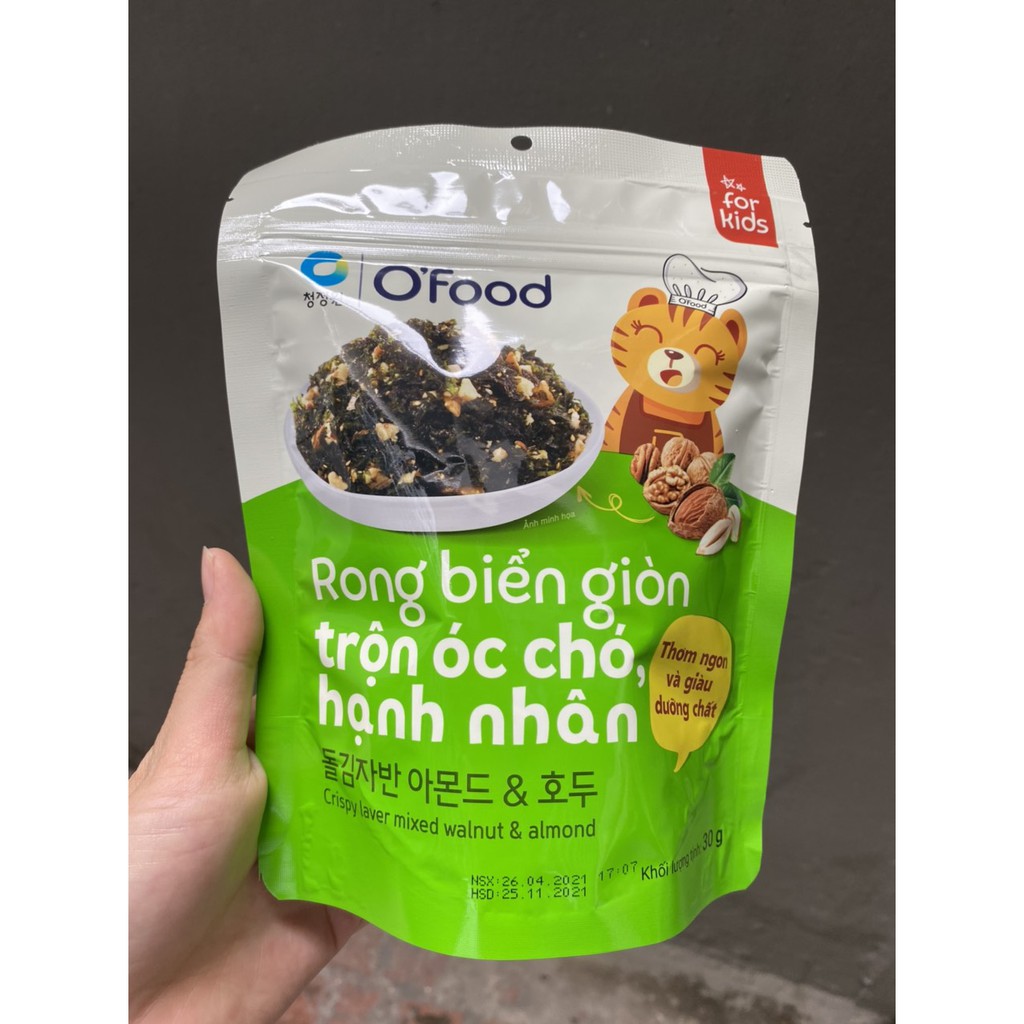 for
kids
O'Food
청정원
O'Food
Ảnh minh họa
Rong biển giòn
trộn óc chó,
hạnh nhân
Thơm ngon
và giàu
dưỡng chất
돌김자반 아몬드 & 호두
Crispy laver mixed walnut & almond
NSX:26.04.2021 17:07
HSD:25.11.2021
Khối lượng tịnh: 30 g